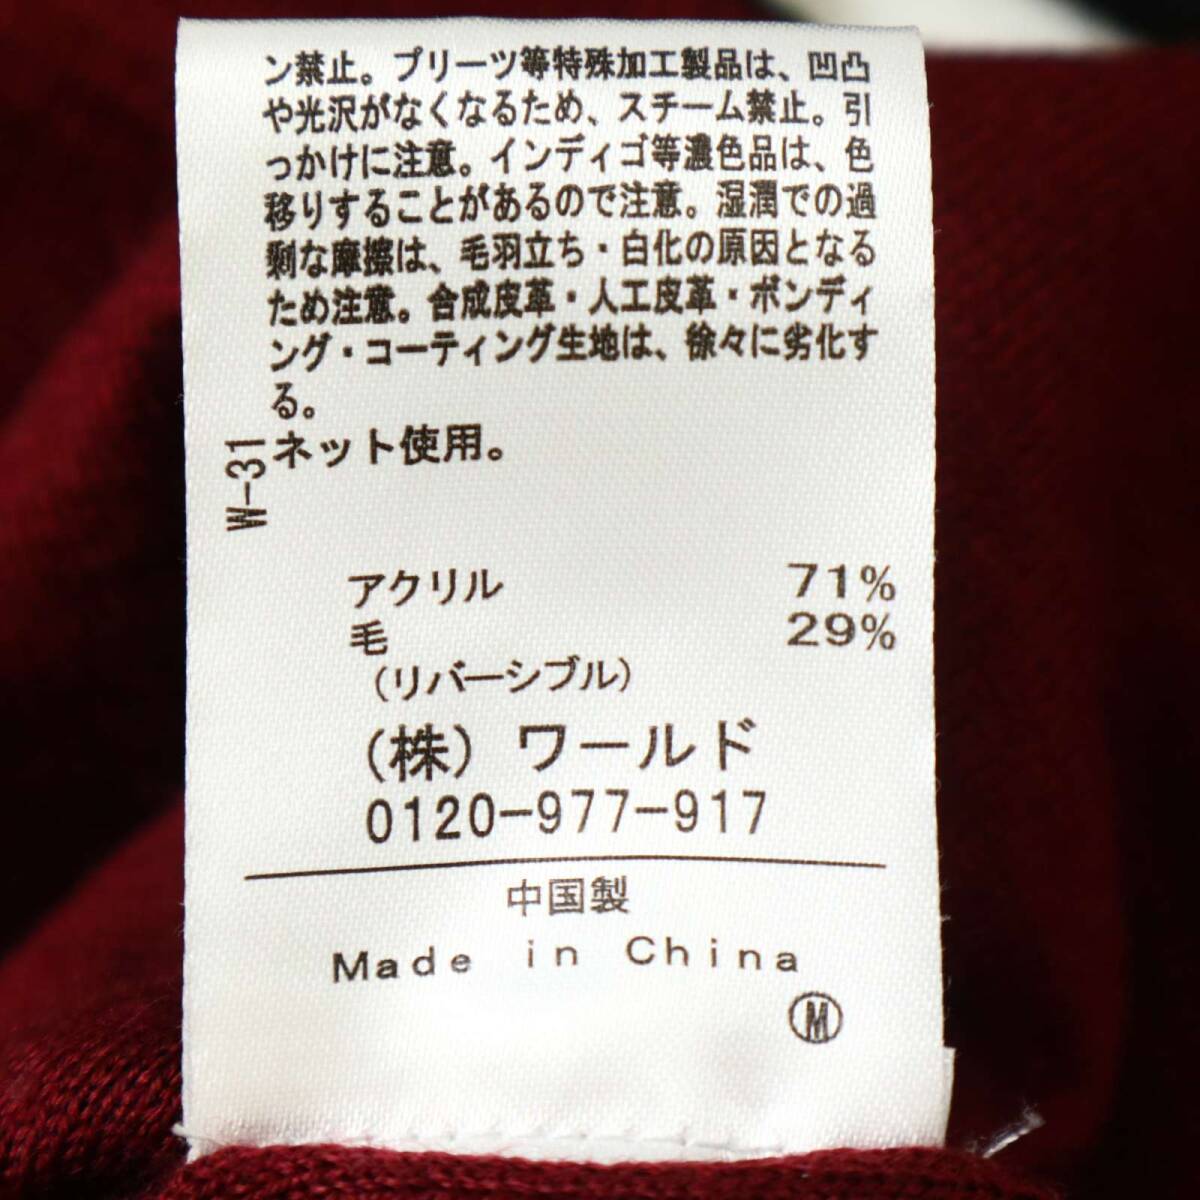 ン禁止。プリーツ等特殊加工製品は、凹凸
や光沢がなくなるため、スチーム禁止。引
っかけに注意。インディゴ等濃色品は、色
移りすることがあるので注意。湿潤での過
剰な摩擦は、毛羽立ち・白化の原因となる
ため注意。合成皮革・人工皮革・ボンディ
ング・コーティング生地は、徐々に劣化す
る。
ネット使用。
W-31
アクリル 71%
毛 29%
(リバーシブル)
(株) ワールド
0120-977-917
中国製
Made in China
M